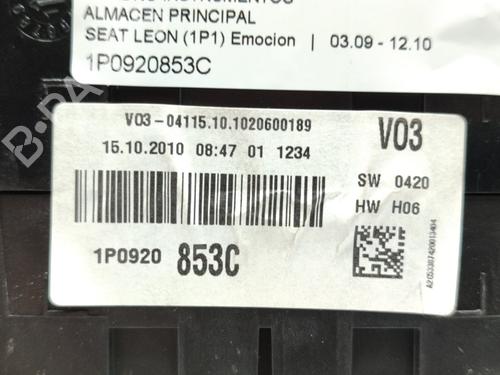 ALMACEN PRINCIPAL
SEAT LEON (1P1) Emocion | 03.09 - 12.10
1P0920853C
V03-04115.10.1020600189
V03
15.10.2010 08:47 01 1234
SW 0420
HW H06
1P0920 853C
B-PARTS